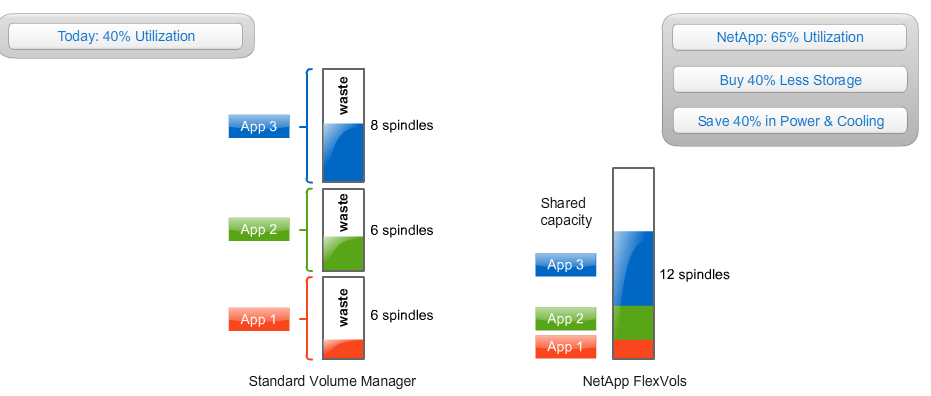 Today: 40% Utilization
NetApp: 65% Utilization
Buy 40% Less Storage
Save 40% in Power & Cooling
waste
App 3
8 spindles
waste
App 2
6 spindles
waste
App 1
6 spindles
Standard Volume Manager
Shared
capacity
App 3
12 spindles
App 2
App 1
NetApp FlexVols